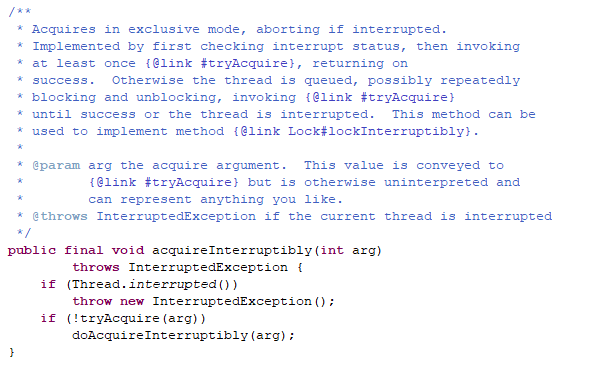 /**
 * Acquires in exclusive mode, aborting if interrupted.
 * Implemented by first checking interrupt status, then invoking
 * at least once {@link #tryAcquire}, returning on
 * success.  Otherwise the thread is queued, possibly repeatedly
 * blocking and unblocking, invoking {@link #tryAcquire}
 * until success or the thread is interrupted.  This method can be
 * used to implement method {@link Lock#lockInterruptibly}.
 *
 * @param arg the acquire argument.  This value is conveyed to
 *        {@link #tryAcquire} but is otherwise uninterpreted and
 *        can represent anything you like.
 * @throws InterruptedException if the current thread is interrupted
 */
public final void acquireInterruptibly(int arg)
        throws InterruptedException {
    if (Thread.interrupted())
        throw new InterruptedException();
    if (!tryAcquire(arg))
        doAcquireInterruptibly(arg);
}